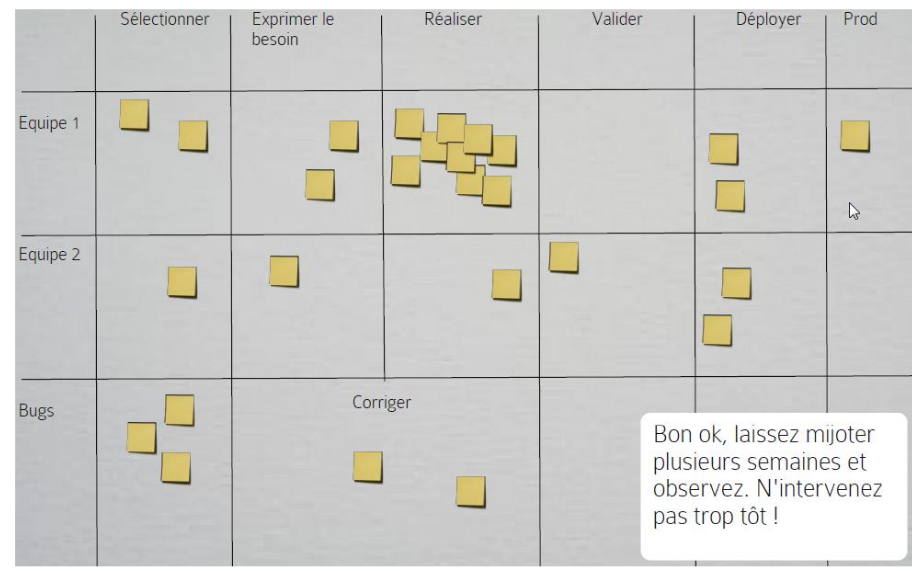 Sélectionner
Exprimer le
besoin
Réaliser
Valider
Déployer
Prod
Equipe 1
Equipe 2
Bugs
Corriger
Bon ok, laissez mijoter
plusieurs semaines et
observez. N'intervenez
pas trop tôt !